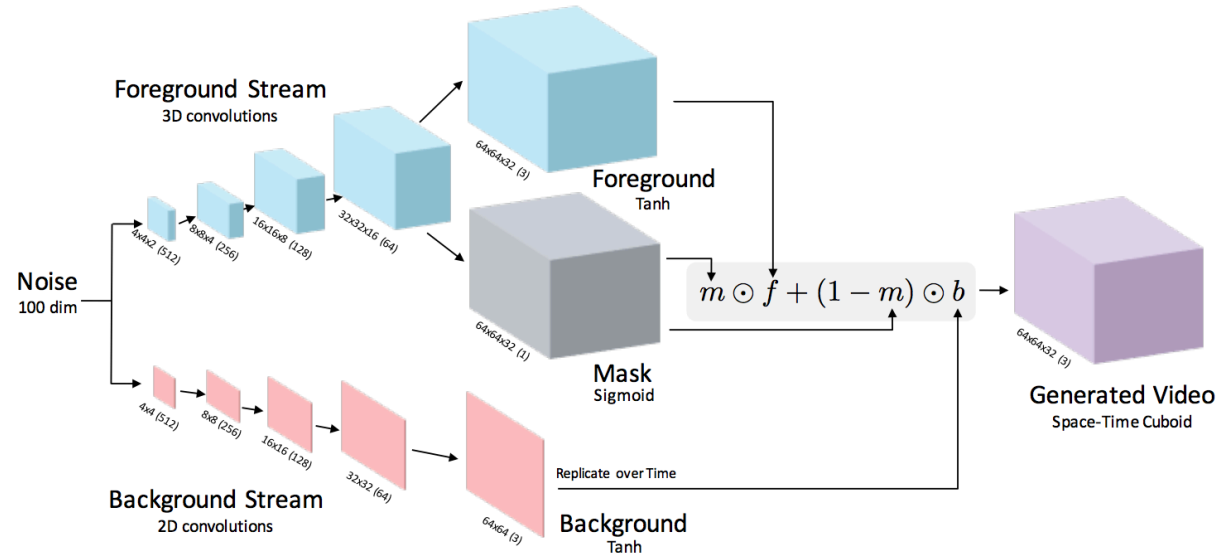 Foreground Stream
3D convolutions
4x4x2 (512)
8x8x4 (256)
16x16x8 (128)
32x32x16 (64)
64x64x32 (3)
Foreground
Tanh
64x64x32 (1)
Mask
Sigmoid
Noise
100 dim
m ⊙ f + (1 − m) ⊙ b
64x64x32 (3)
Generated Video
Space-Time Cuboid
4x4 (512)
8x8 (256)
16x16 (128)
32x32 (64)
64x64 (3)
Replicate over Time
Background Stream
2D convolutions
Background
Tanh